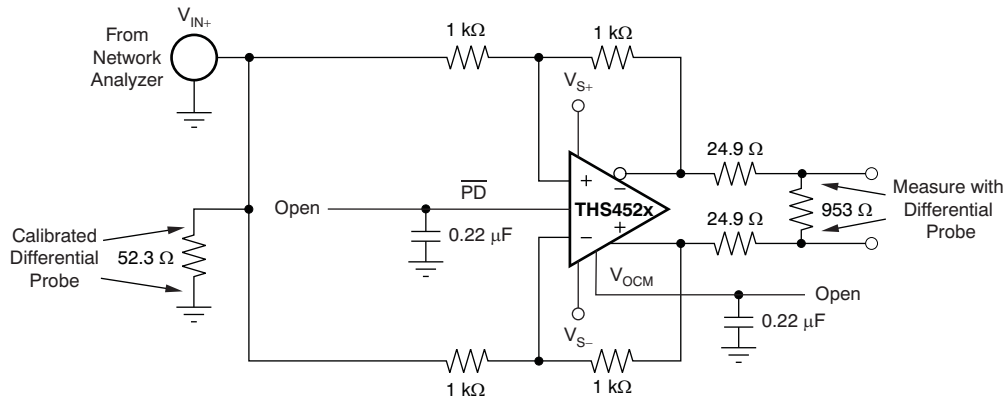 V_IN+
From
Network
Analyzer
1 kΩ
1 kΩ
V_S+
24.9 Ω
Measure with
Differential
Probe
953 Ω
24.9 Ω
Open
PD
+
−
THS452x
−
+
0.22 μF
Calibrated
Differential
Probe
52.3 Ω
V_OCM
Open
0.22 μF
V_S−
1 kΩ
1 kΩ